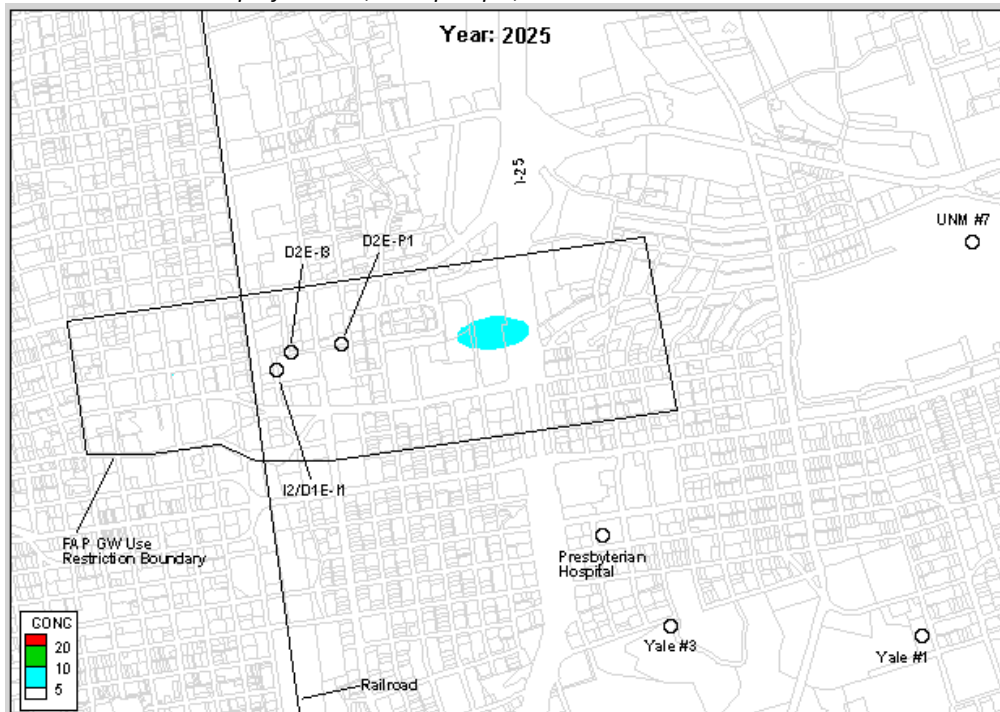 Year: 2025
I-25
UNM #7
D2E-I3
D2E-P1
I2/D1E-I1
FAP GW Use
Restriction Boundary
Presbyterian
Hospital
Yale #3
Yale #1
CONC
20
10
5
Railroad